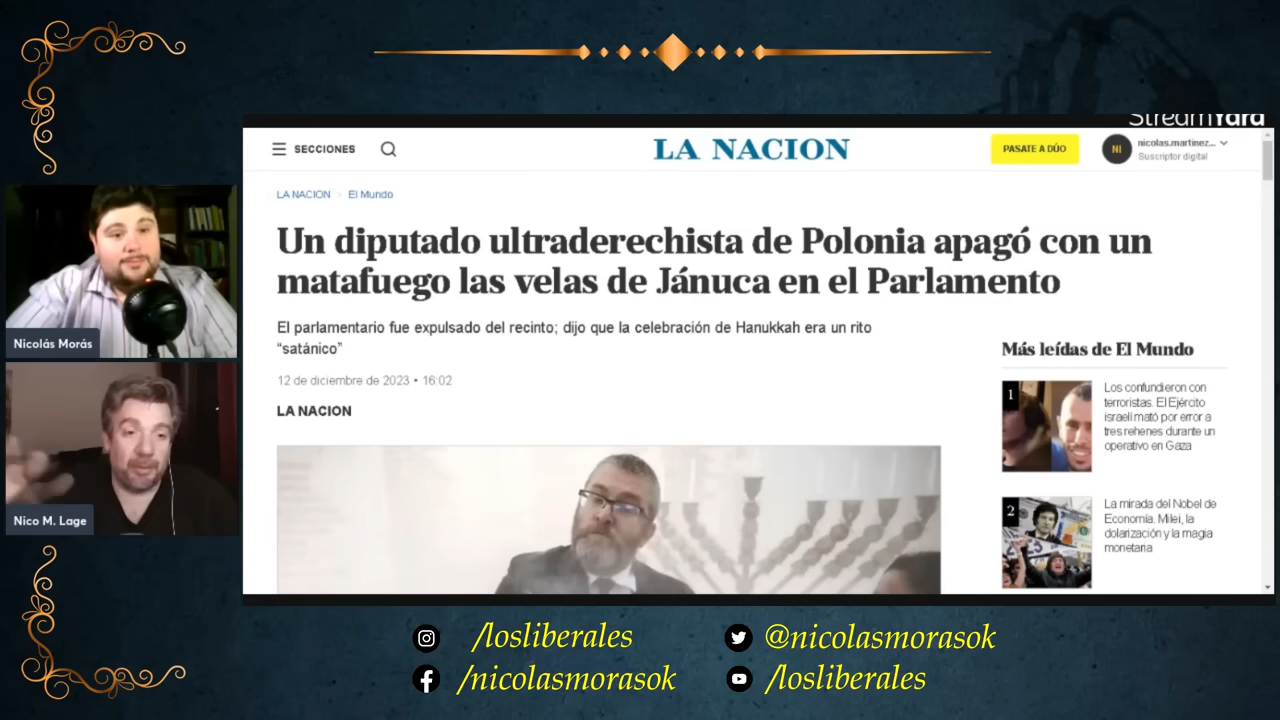 StreamYard
SECCIONES
LA NACION
PASATE A DÚO
NI
nicolas.martinez...
Suscriptor digital
LA NACION > El Mundo
Un diputado ultraderechista de Polonia apagó con un
matafuego las velas de Jánuca en el Parlamento
El parlamentario fue expulsado del recinto; dijo que la celebración de Hanukkah era un rito
“satánico”
12 de diciembre de 2023 • 16:02
LA NACION
Más leídas de El Mundo
1
Los confundieron con
terroristas. El Ejército
israelí mató por error a
tres rehenes durante un
operativo en Gaza
2
La mirada del Nobel de
Economía. Milei, la
dolarización y la magia
monetaria
Nicolás Morás
Nico M. Lage
/losliberales
@nicolasmorasok
/nicolasmorasok
/losliberales